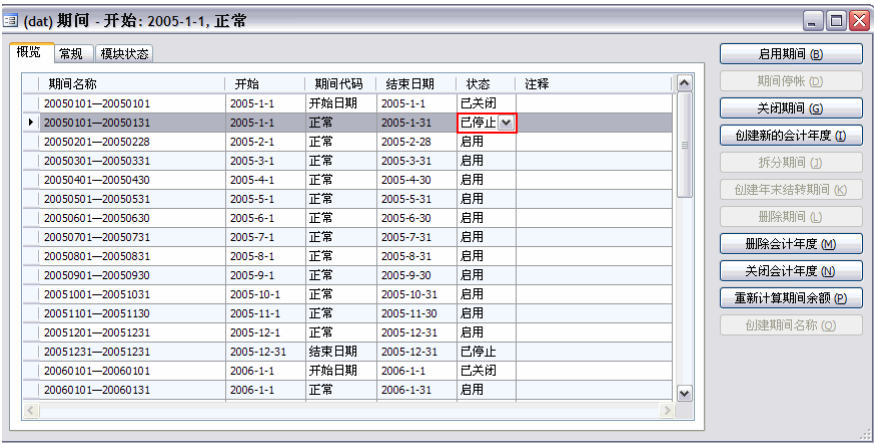 (dat) 期间 - 开始: 2005-1-1, 正常
概览 常规 模块状态
期间名称 开始 期间代码 结束日期 状态 注释
20050101—20050101 2005-1-1 开始日期 2005-1-1 已关闭
20050101—20050131 2005-1-1 正常 2005-1-31 已停止
20050201—20050228 2005-2-1 正常 2005-2-28 启用
20050301—20050331 2005-3-1 正常 2005-3-31 启用
20050401—20050430 2005-4-1 正常 2005-4-30 启用
20050501—20050531 2005-5-1 正常 2005-5-31 启用
20050601—20050630 2005-6-1 正常 2005-6-30 启用
20050701—20050731 2005-7-1 正常 2005-7-31 启用
20050801—20050831 2005-8-1 正常 2005-8-31 启用
20050901—20050930 2005-9-1 正常 2005-9-30 启用
20051001—20051031 2005-10-1 正常 2005-10-31 启用
20051101—20051130 2005-11-1 正常 2005-11-30 启用
20051201—20051231 2005-12-1 正常 2005-12-31 启用
20051231—20051231 2005-12-31 结束日期 2005-12-31 已停止
20060101—20060101 2006-1-1 开始日期 2006-1-1 已关闭
20060101—20060131 2006-1-1 正常 2006-1-31 启用
启用期间 (B)
期间停帐 (D)
关闭期间 (G)
创建新的会计年度 (I)
拆分期间 (J)
创建年末结转期间 (K)
删除期间 (L)
删除会计年度 (M)
关闭会计年度 (N)
重新计算期间余额 (P)
创建期间名称 (O)